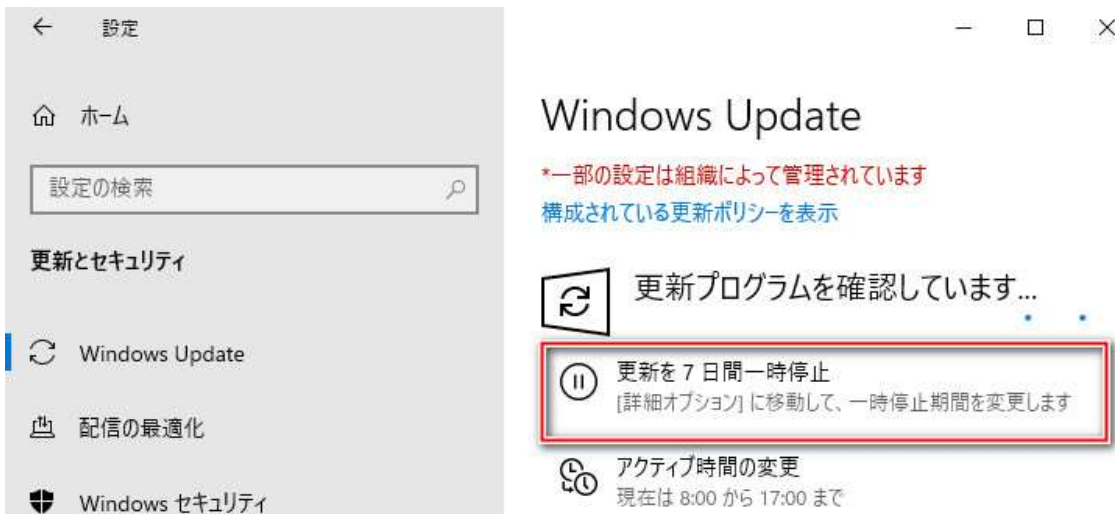 設定
ホーム
設定の検索
更新とセキュリティ
Windows Update
配信の最適化
Windows セキュリティ
Windows Update
*一部の設定は組織によって管理されています
構成されている更新ポリシーを表示
更新プログラムを確認しています...
更新を 7 日間一時停止
[詳細オプション] に移動して、一時停止期間を変更します
アクティブ時間の変更
現在は 8:00 から 17:00 まで